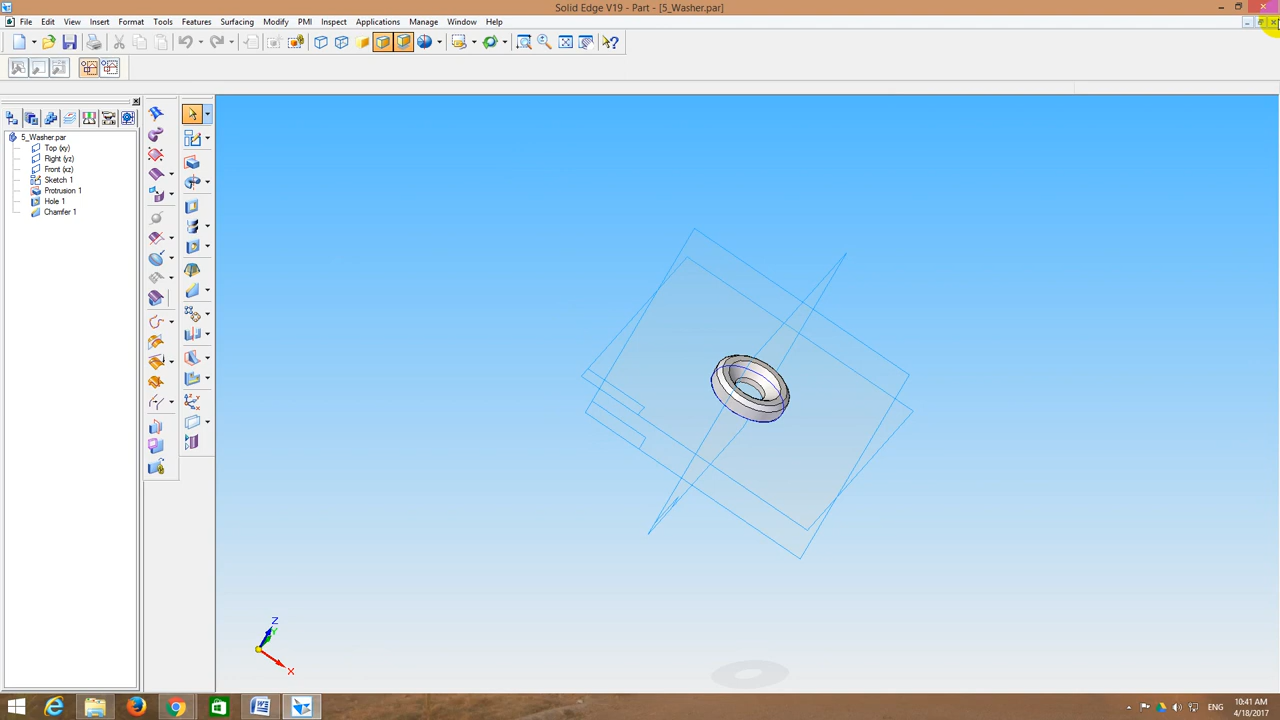 Solid Edge V19 - Part - [5_Washer.par]
File Edit View Insert Format Tools Features Surfacing Modify PMI Inspect Applications Manage Window Help
5_Washer.par
Top (xy)
Right (yz)
Front (xz)
Sketch 1
Protrusion 1
Hole 1
Chamfer 1
Z
Y
X
ENG
10:41 AM
4/18/2017